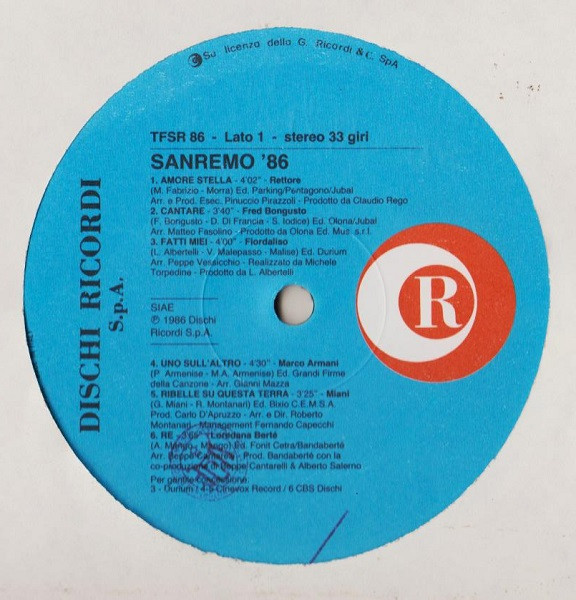 ℗ Su licenza della G. Ricordi & C. SpA
TFSR 86 - Lato 1 - stereo 33 giri
SANREMO '86
1. AMORE STELLA - 4'02" - Rettore
(M. Fabrizio - Morra) Ed. Parking/Pentagono/Jubal
Arr. e Prod. Esec. Pinuccio Pirazzoli - Prodotto da Claudio Rego
2. CANTARE - 3'40" - Fred Bongusto
(F. Bongusto - D. Di Francia - S. Iodice) Ed. Olona/Jubal
Arr. Matteo Fasolino - Prodotto da Olona Ed. Mus. s.r.l.
3. FATTI MIEI - 4'00" - Fiordaliso
(L. Albertelli - V. Malepasso - Malise) Ed. Durium
Arr. Peppe Versicchio - Realizzato da Michele
Torpedine - Prodotto da L. Albertelli
SIAE
℗ 1986 Dischi
Ricordi S.p.A.
4. UNO SULL'ALTRO - 4'30" - Marco Armani
(P. Armenise - M.A. Armenise) Ed. Grandi Firme
della Canzone - Arr. Gianni Mazza
5. RIBELLE SU QUESTA TERRA - 3'25" - Miani
(G. Miani - R. Montanari) Ed. Bixio C.E.M.S.A.
Prod. Carlo D'Apruzzo - Arr. e Dir. Roberto
Montanari - Management Fernando Capecchi
6. RE - Loredana Bertè
(A. Mango - Mango) Ed. Fonit Cetra/Bandabertè
Arr. Peppe - Prod. Bandabertè con la
co-produzione di Beppe Cantarelli & Alberto Salerno
Per gentile concessione:
3 - Durium / 4-5 Cinevox Record / 6 CBS Dischi
DISCHI RICORDI
S.p.A.
R